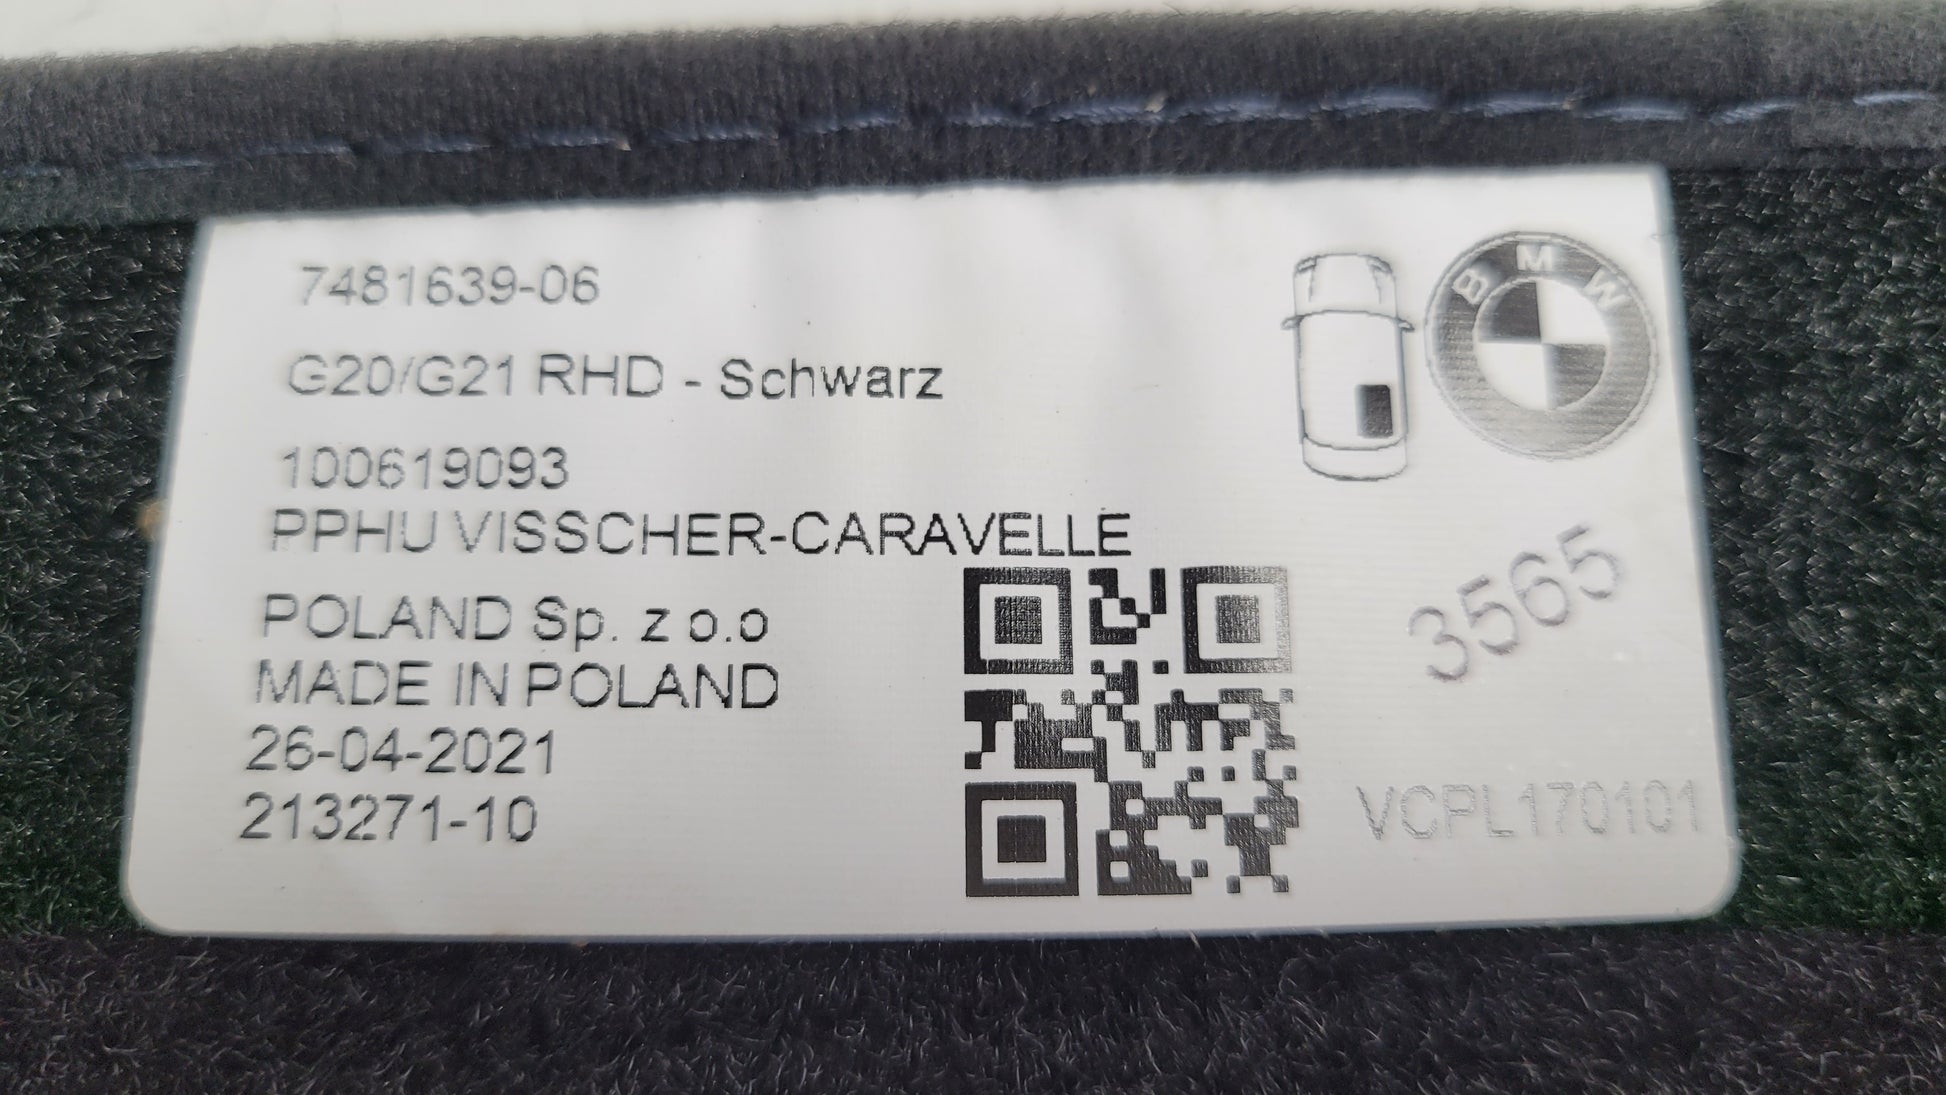 7481639-06
G20/G21 RHD - Schwarz
100619093
PPHU VISSCHER-CARAVELLE
POLAND Sp. z o.o
MADE IN POLAND
26-04-2021
213271-10
BMW
3565
VCPL170101